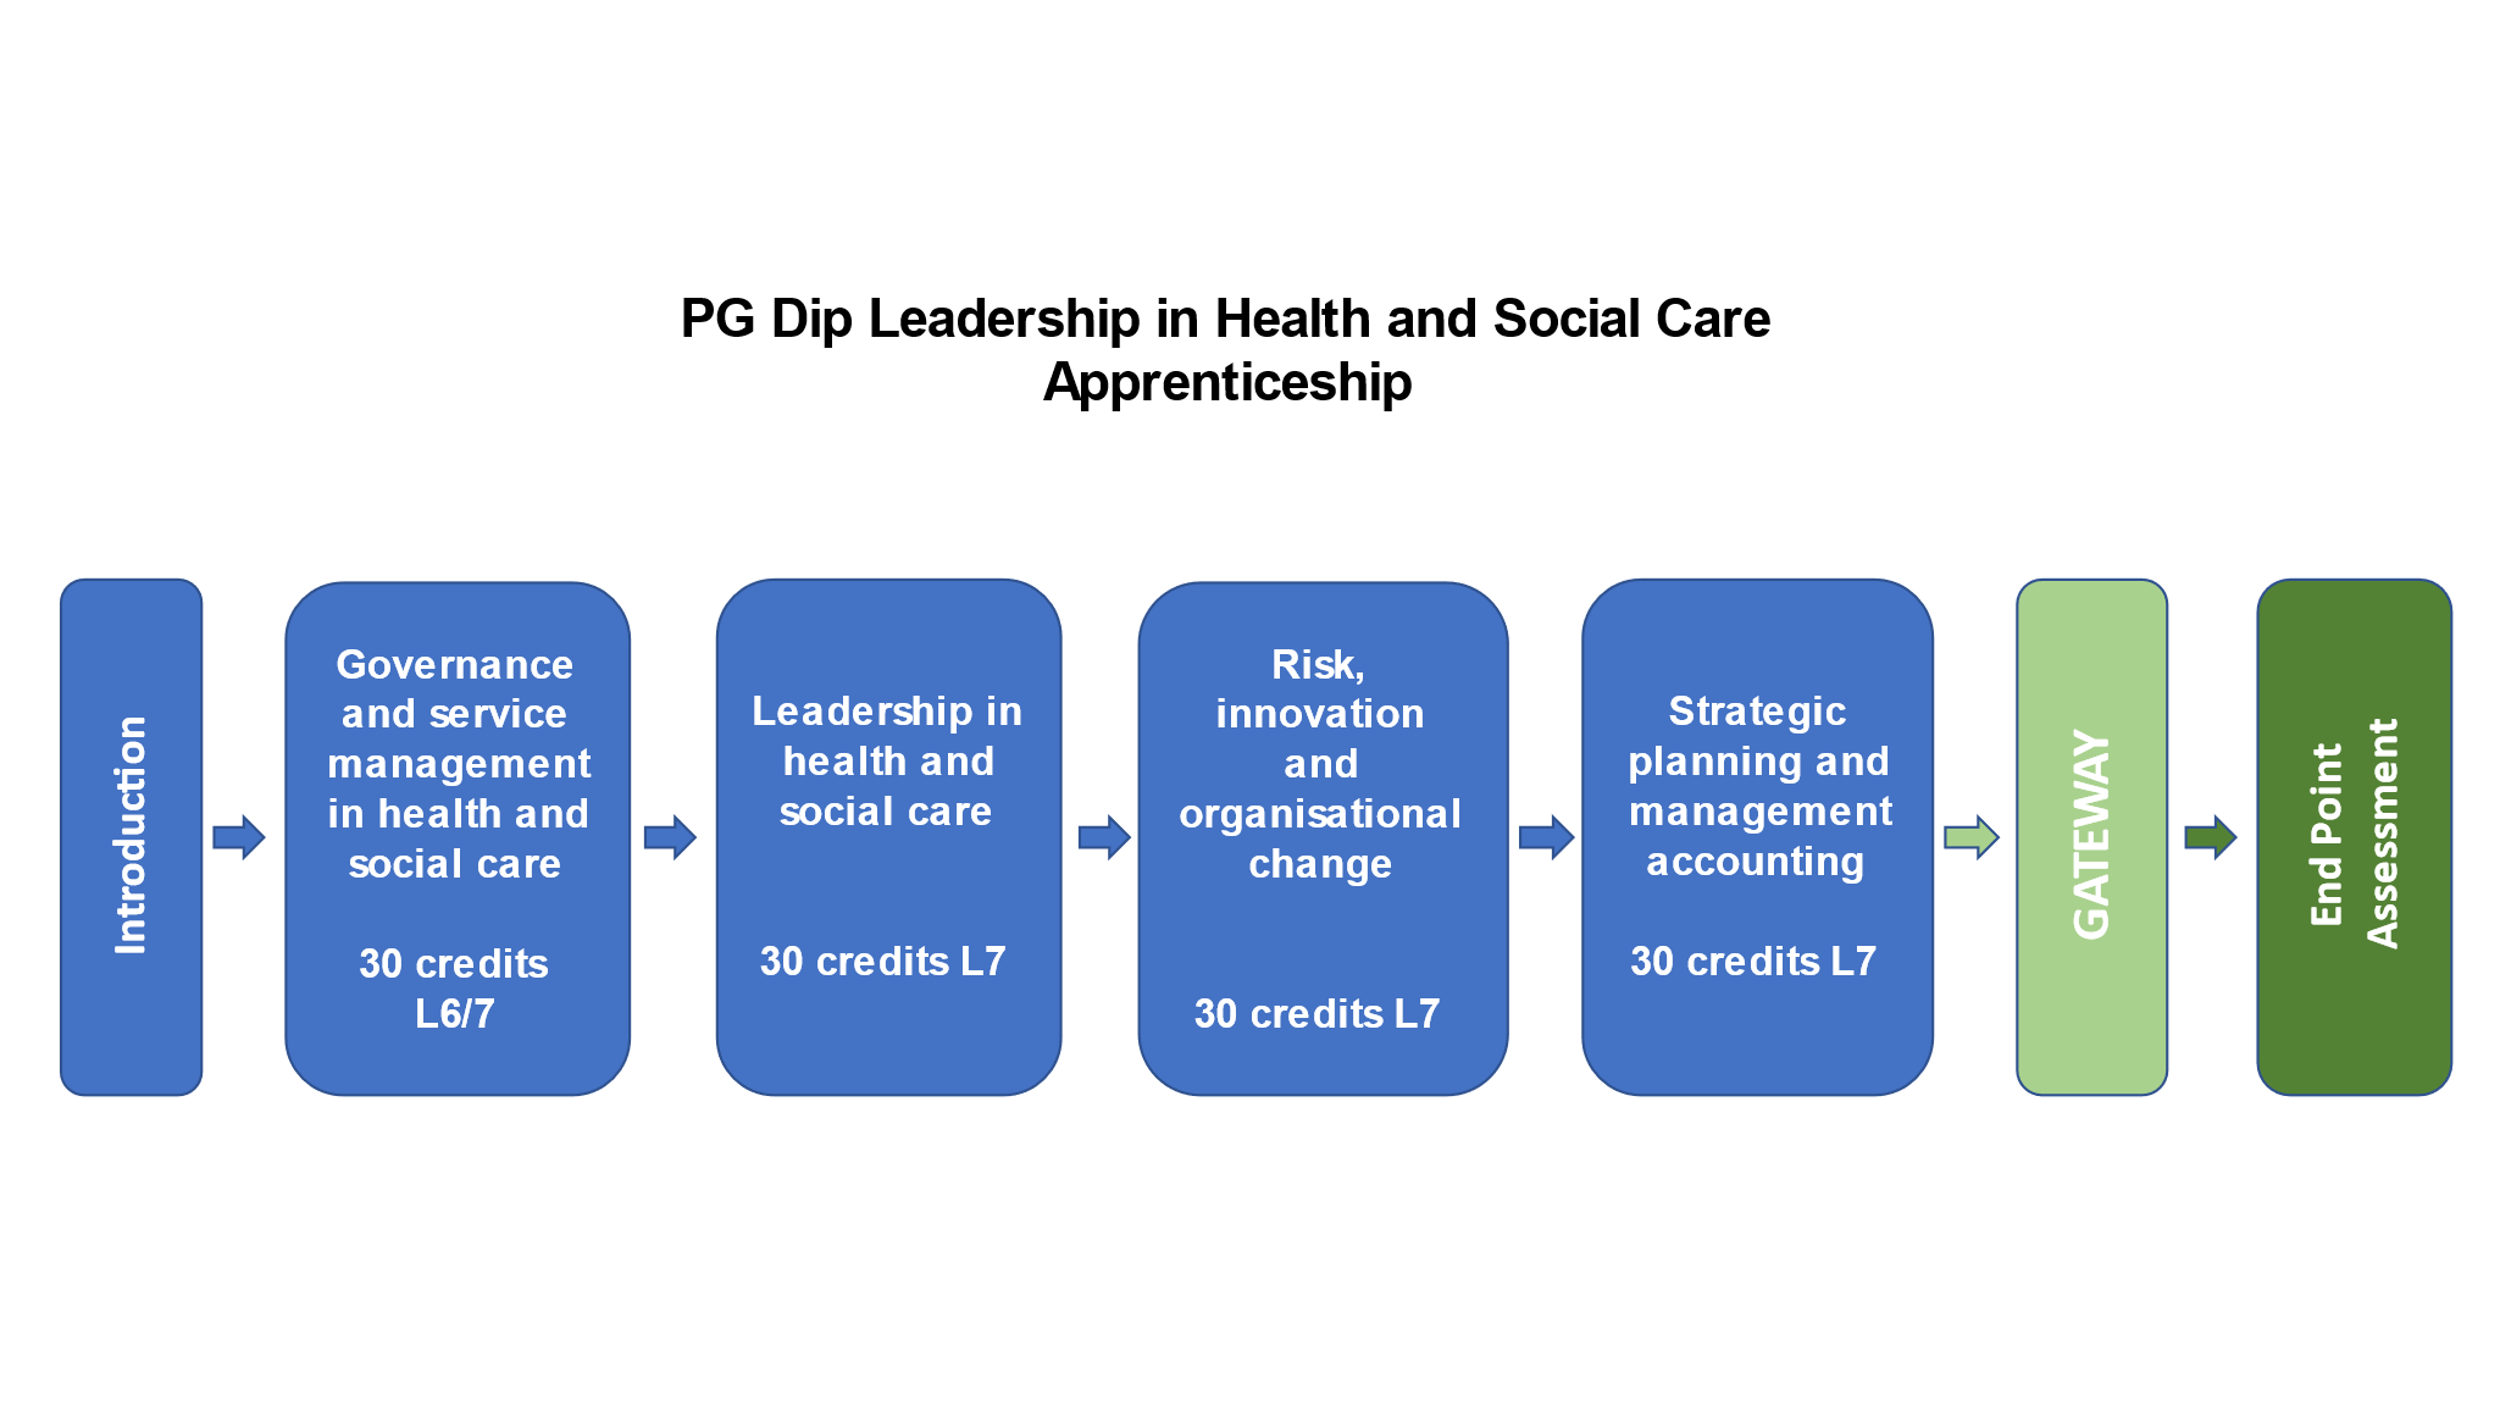 PG Dip Leadership in Health and Social Care
Apprenticeship
Introduction
Governance
and service
management
in health and
social care
30 credits
L6/7
Leadership in
health and
social care
30 credits L7
Risk,
innovation
and
organisational
change
30 credits L7
Strategic
planning and
management
accounting
30 credits L7
GATEWAY
End Point
Assessment